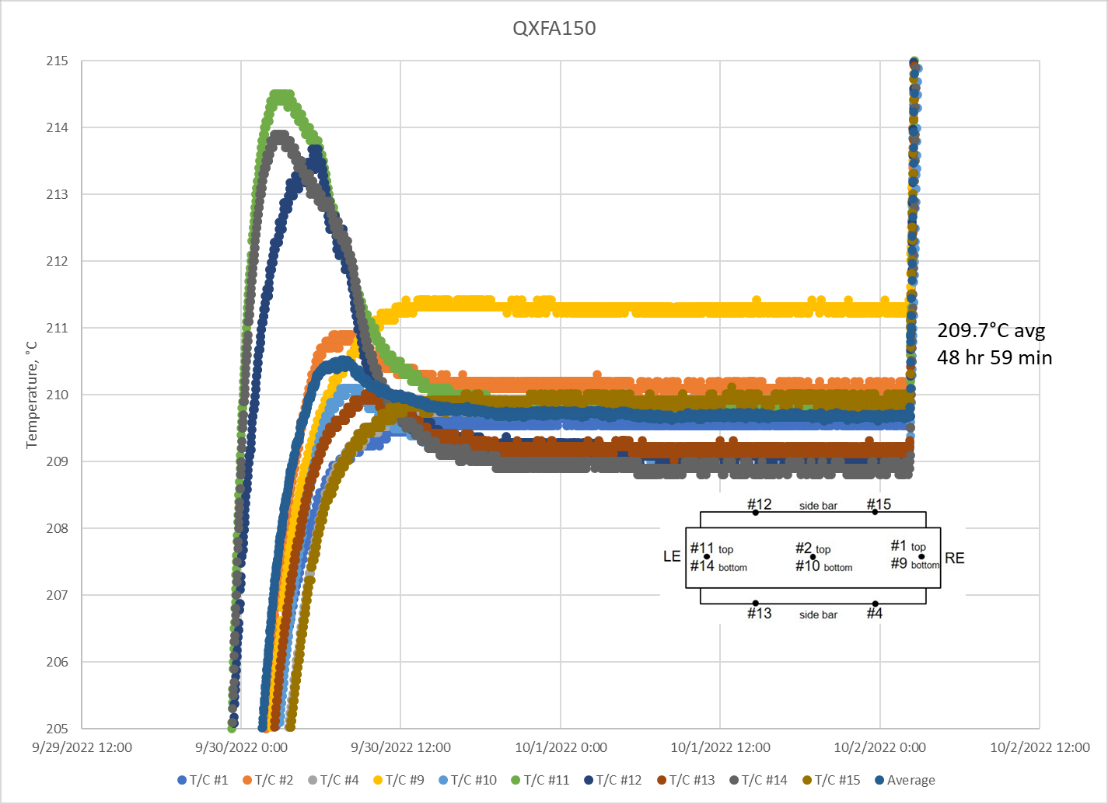 QXFA150
215
214
213
212
211
210
209
208
207
206
205
Temperature, °C
209.7°C avg
48 hr 59 min
#12 side bar #15
LE #11 top #2 top #1 top RE
#14 bottom #10 bottom #9 bottom
#13 side bar #4
9/29/2022 12:00 9/30/2022 0:00 9/30/2022 12:00 10/1/2022 0:00 10/1/2022 12:00 10/2/2022 0:00 10/2/2022 12:00
T/C #1 T/C #2 T/C #4 T/C #9 T/C #10 T/C #11 T/C #12 T/C #13 T/C #14 T/C #15 Average